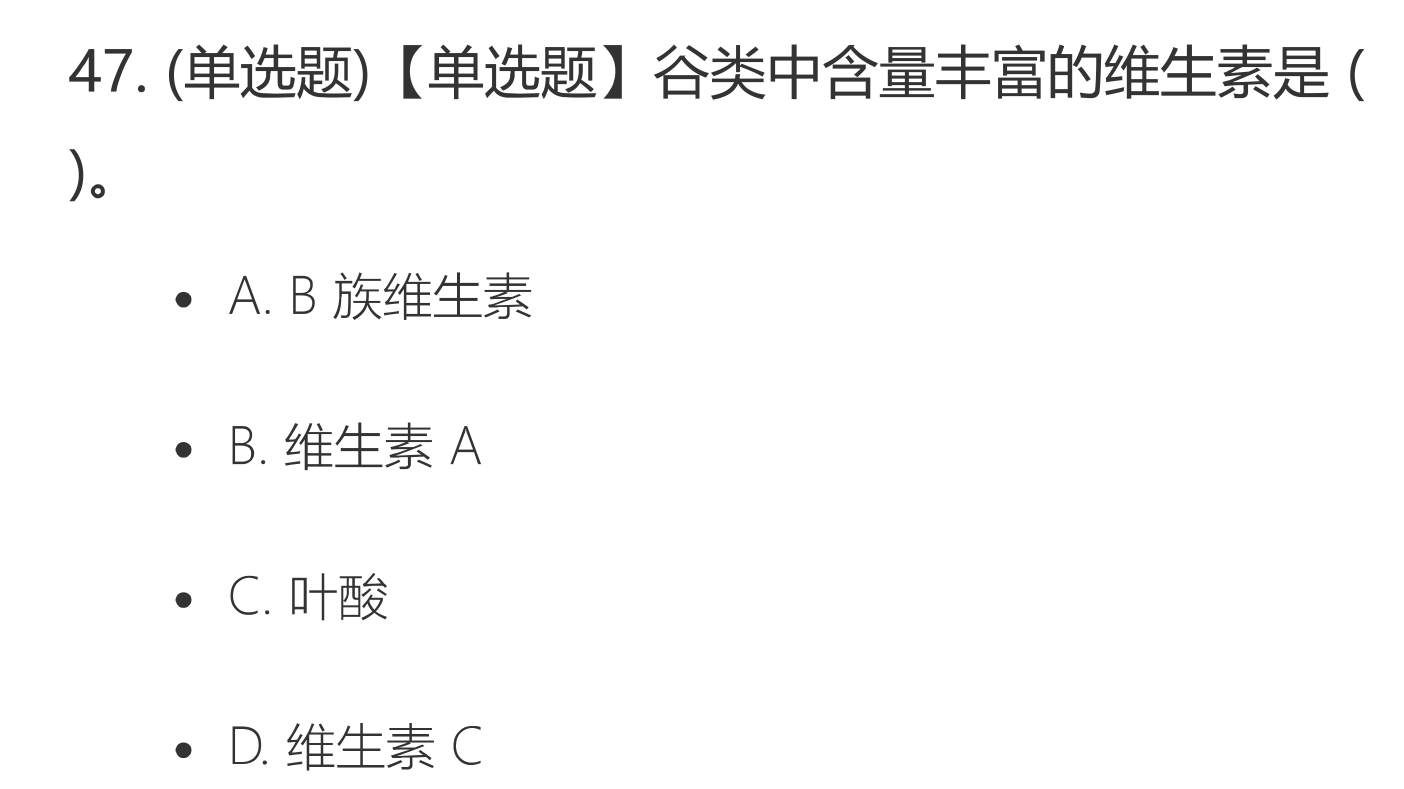 47. (单选题)【单选题】谷类中含量丰富的维生素是 (
)。
• A. B 族维生素
• B. 维生素 A
• C. 叶酸
• D. 维生素 C